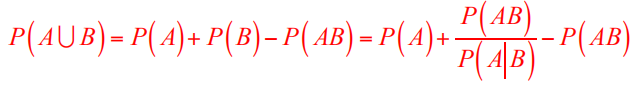 P(A∪B) = P(A) + P(B) − P(AB) = P(A) + P(AB)/P(A|B) − P(AB)